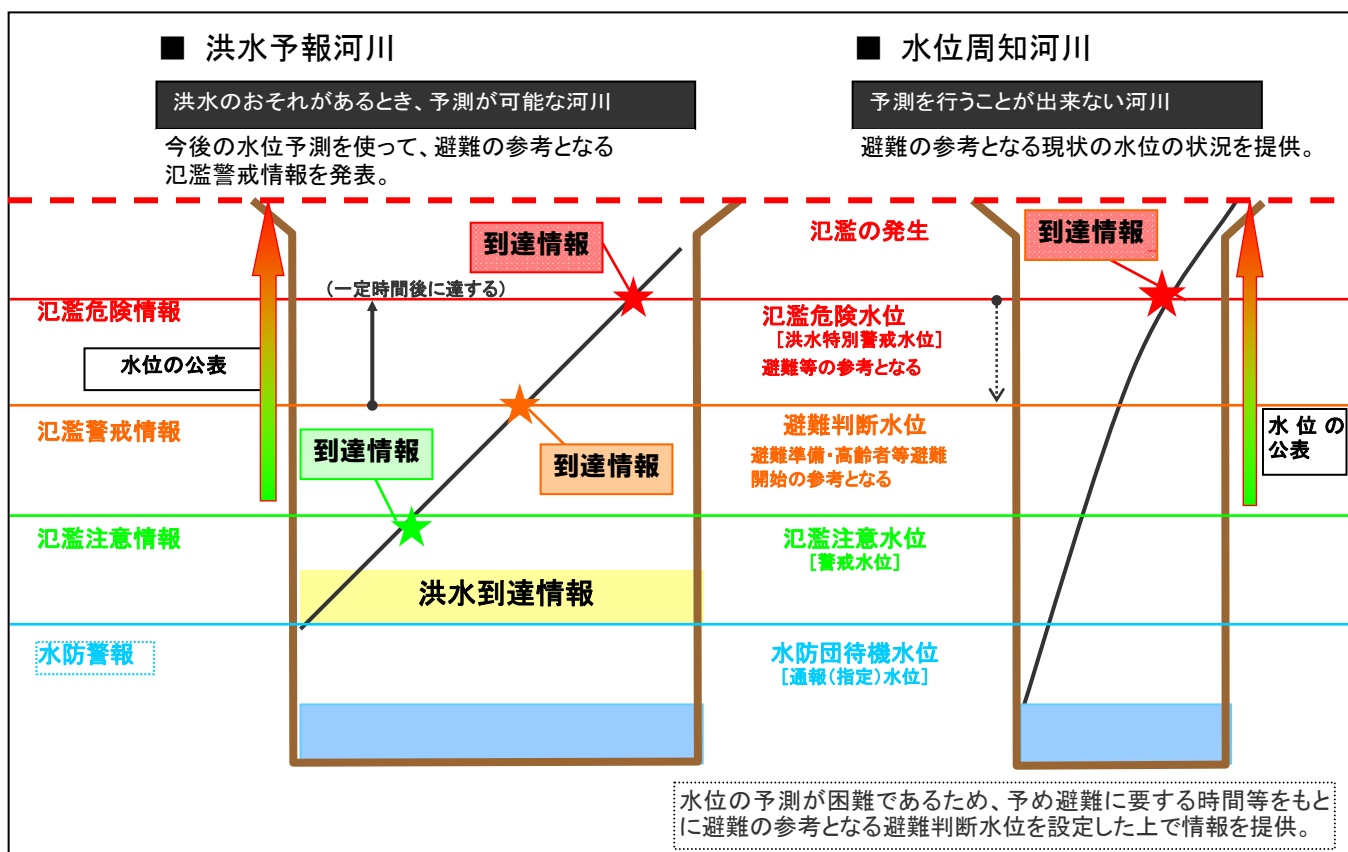 ■ 洪水予報河川
洪水のおそれがあるとき、予測が可能な河川
今後の水位予測を使って、避難の参考となる
氾濫警戒情報を発表。
■ 水位周知河川
予測を行うことが出来ない河川
避難の参考となる現状の水位の状況を提供。
到達情報
氾濫の発生
到達情報
(一定時間後に達する)
氾濫危険情報
氾濫危険水位
[洪水特別警戒水位]
避難等の参考となる
水位の公表
氾濫警戒情報
到達情報
到達情報
避難判断水位
避難準備・高齢者等避難
開始の参考となる
水位の
公表
氾濫注意情報
氾濫注意水位
[警戒水位]
洪水到達情報
水防警報
水防団待機水位
[通報(指定)水位]
水位の予測が困難であるため、予め避難に要する時間等をもと
に避難の参考となる避難判断水位を設定した上で情報を提供。